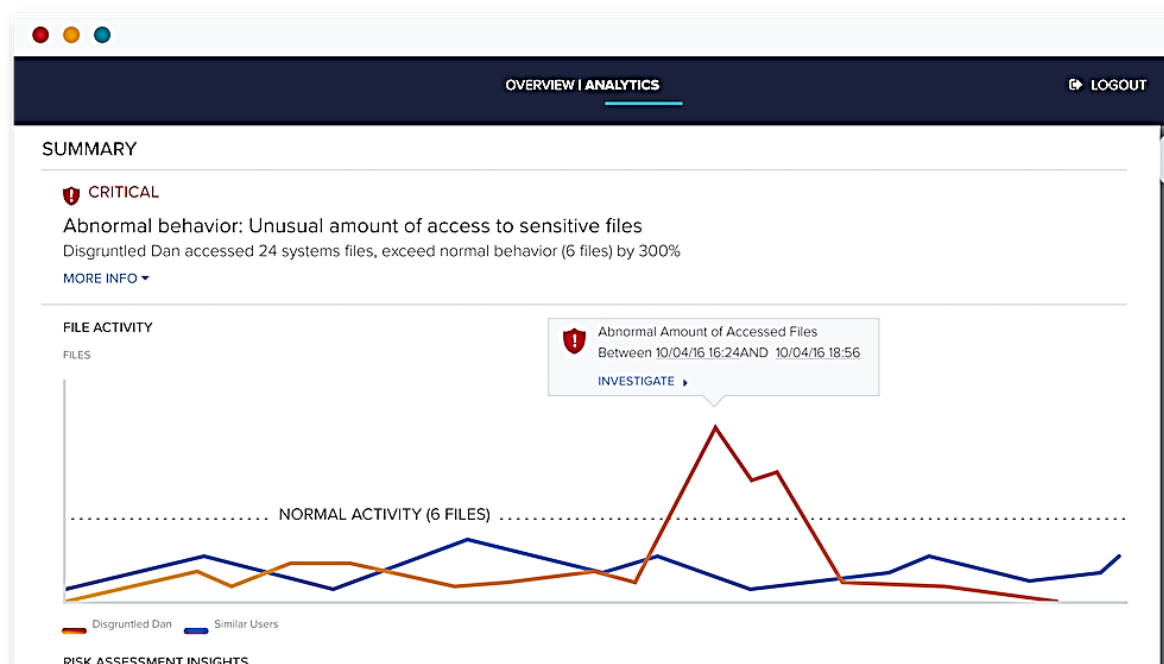 OVERVIEW | ANALYTICS
LOGOUT
SUMMARY
CRITICAL
Abnormal behavior: Unusual amount of access to sensitive files
Disgruntled Dan accessed 24 systems files, exceed normal behavior (6 files) by 300%
MORE INFO
FILE ACTIVITY
FILES
Abnormal Amount of Accessed Files
Between 10/04/16 16:24AND 10/04/16 18:56
INVESTIGATE
NORMAL ACTIVITY (6 FILES)
Disgruntled Dan
Similar Users
RISK ASSESSMENT INSIGHTS